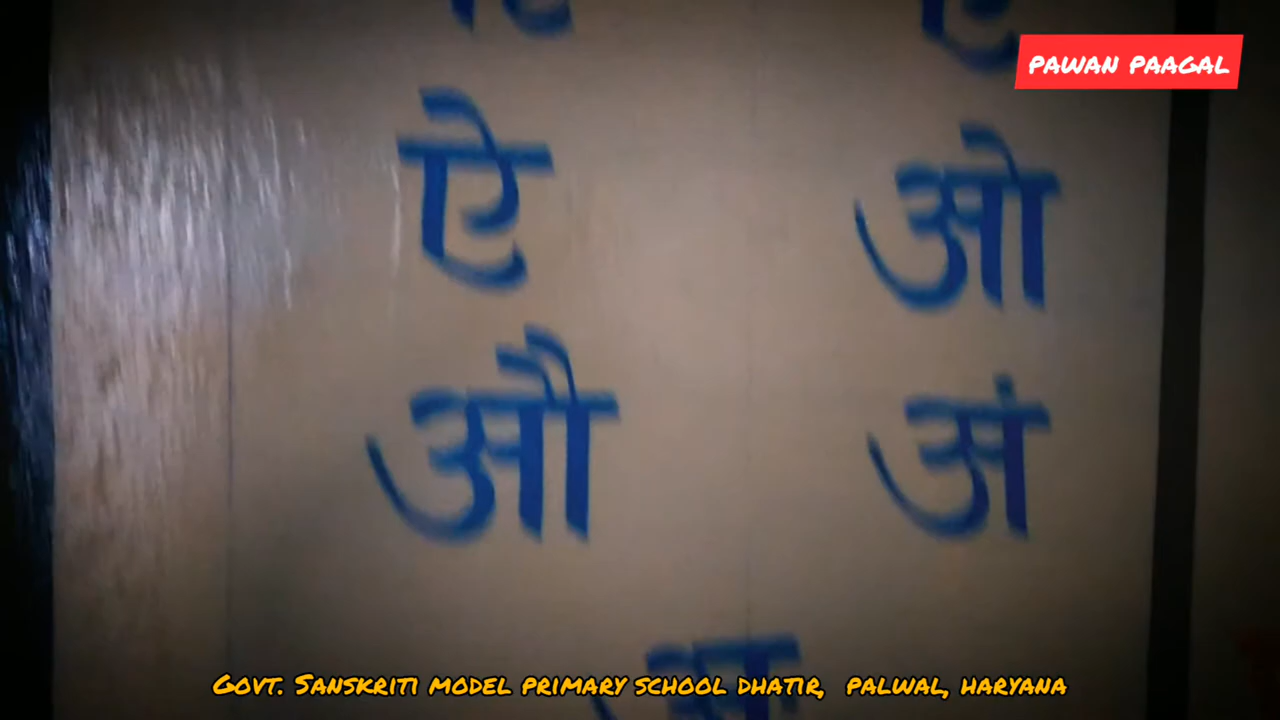 PAWAN PAAGAL
ऐ ओ
औ अं
GOVT. SANSKRITI MODEL PRIMARY SCHOOL DHATIR, PALWAL, HARYANA